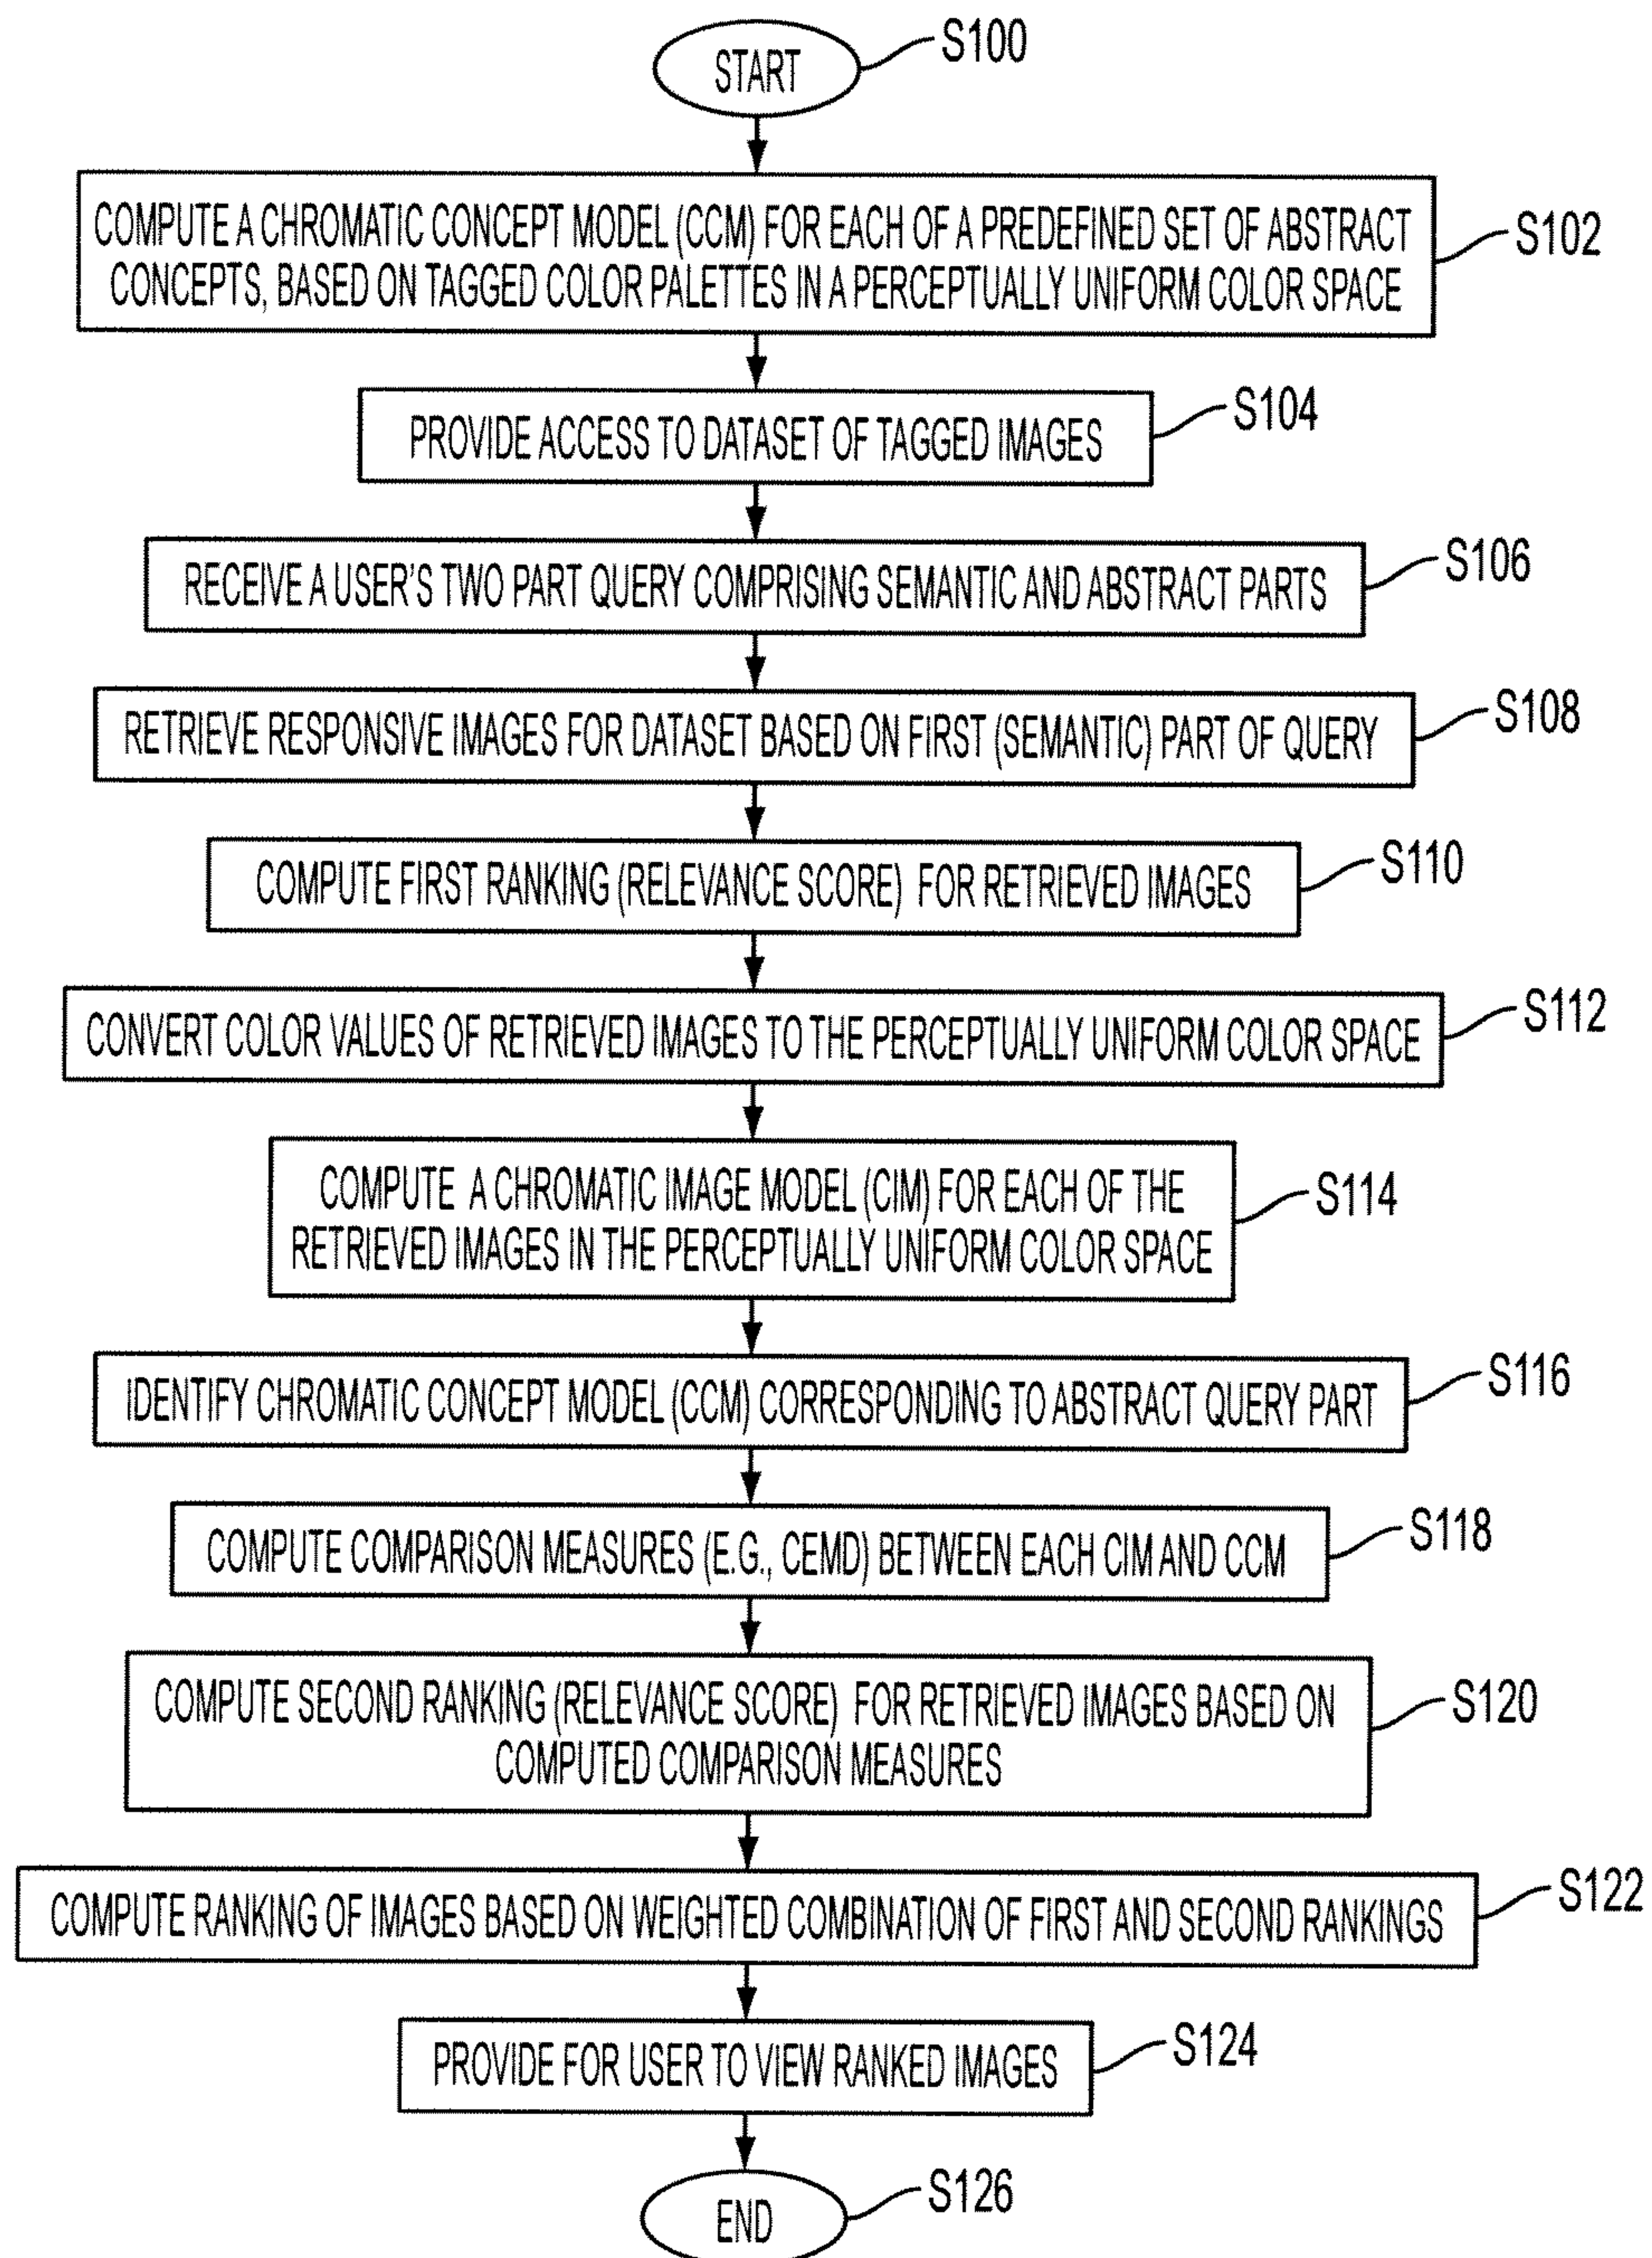 START
S100
COMPUTE A CHROMATIC CONCEPT MODEL (CCM) FOR EACH OF A PREDEFINED SET OF ABSTRACT
CONCEPTS, BASED ON TAGGED COLOR PALETTES IN A PERCEPTUALLY UNIFORM COLOR SPACE
S102
PROVIDE ACCESS TO DATASET OF TAGGED IMAGES
S104
RECEIVE A USER'S TWO PART QUERY COMPRISING SEMANTIC AND ABSTRACT PARTS
S106
RETRIEVE RESPONSIVE IMAGES FOR DATASET BASED ON FIRST (SEMANTIC) PART OF QUERY
S108
COMPUTE FIRST RANKING (RELEVANCE SCORE) FOR RETRIEVED IMAGES
S110
CONVERT COLOR VALUES OF RETRIEVED IMAGES TO THE PERCEPTUALLY UNIFORM COLOR SPACE
S112
COMPUTE A CHROMATIC IMAGE MODEL (CIM) FOR EACH OF THE
RETRIEVED IMAGES IN THE PERCEPTUALLY UNIFORM COLOR SPACE
S114
IDENTIFY CHROMATIC CONCEPT MODEL (CCM) CORRESPONDING TO ABSTRACT QUERY PART
S116
COMPUTE COMPARISON MEASURES (E.G., CEMD) BETWEEN EACH CIM AND CCM
S118
COMPUTE SECOND RANKING (RELEVANCE SCORE) FOR RETRIEVED IMAGES BASED ON
COMPUTED COMPARISON MEASURES
S120
COMPUTE RANKING OF IMAGES BASED ON WEIGHTED COMBINATION OF FIRST AND SECOND RANKINGS
S122
PROVIDE FOR USER TO VIEW RANKED IMAGES
S124
END
S126